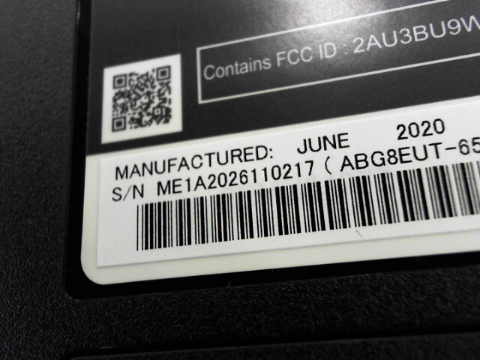 Contains FCC ID : 2AU3BU9W
MANUFACTURED: JUNE 2020
S/N ME1A2026110217 ( ABG8EUT-65